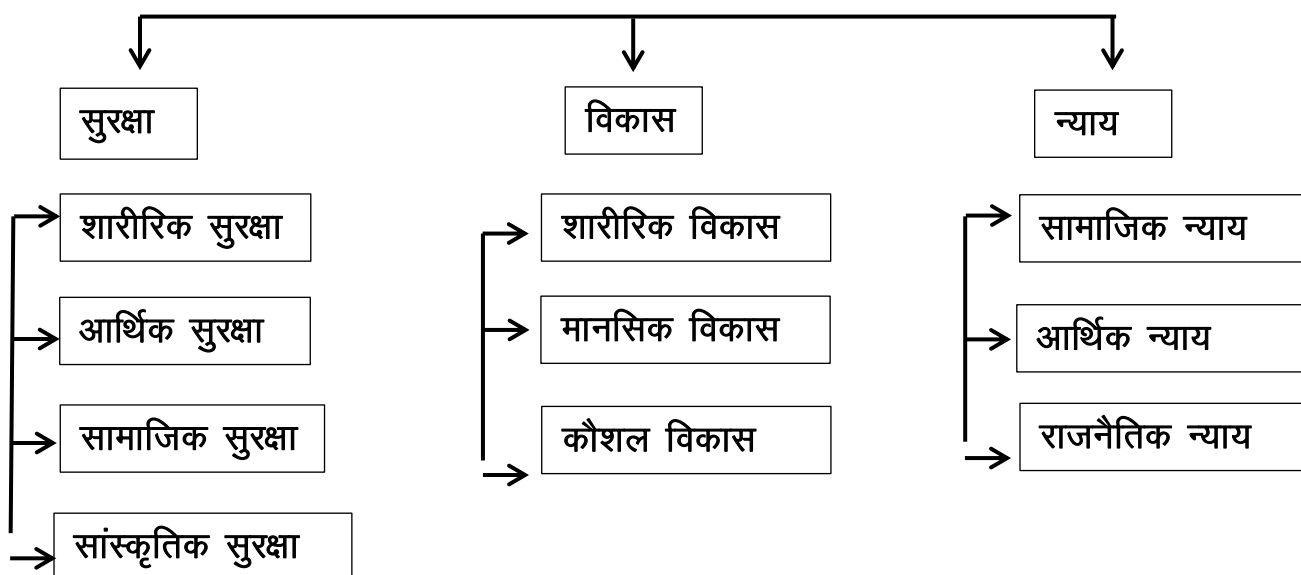 सुरक्षा
विकास
न्याय
शारीरिक सुरक्षा
शारीरिक विकास
सामाजिक न्याय
आर्थिक सुरक्षा
मानसिक विकास
आर्थिक न्याय
सामाजिक सुरक्षा
कौशल विकास
राजनैतिक न्याय
सांस्कृतिक सुरक्षा